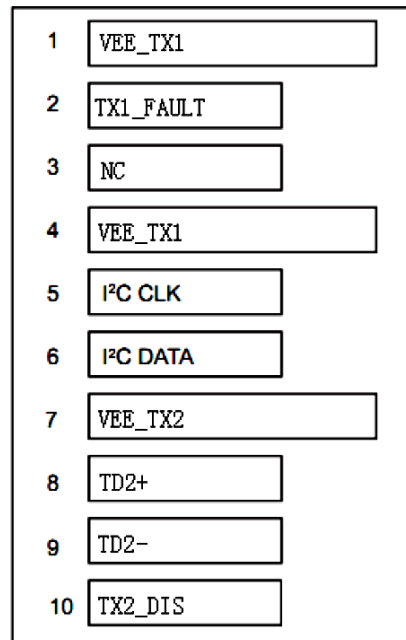 1 VEE_TX1
2 TX1_FAULT
3 NC
4 VEE_TX1
5 I²C CLK
6 I²C DATA
7 VEE_TX2
8 TD2+
9 TD2-
10 TX2_DIS